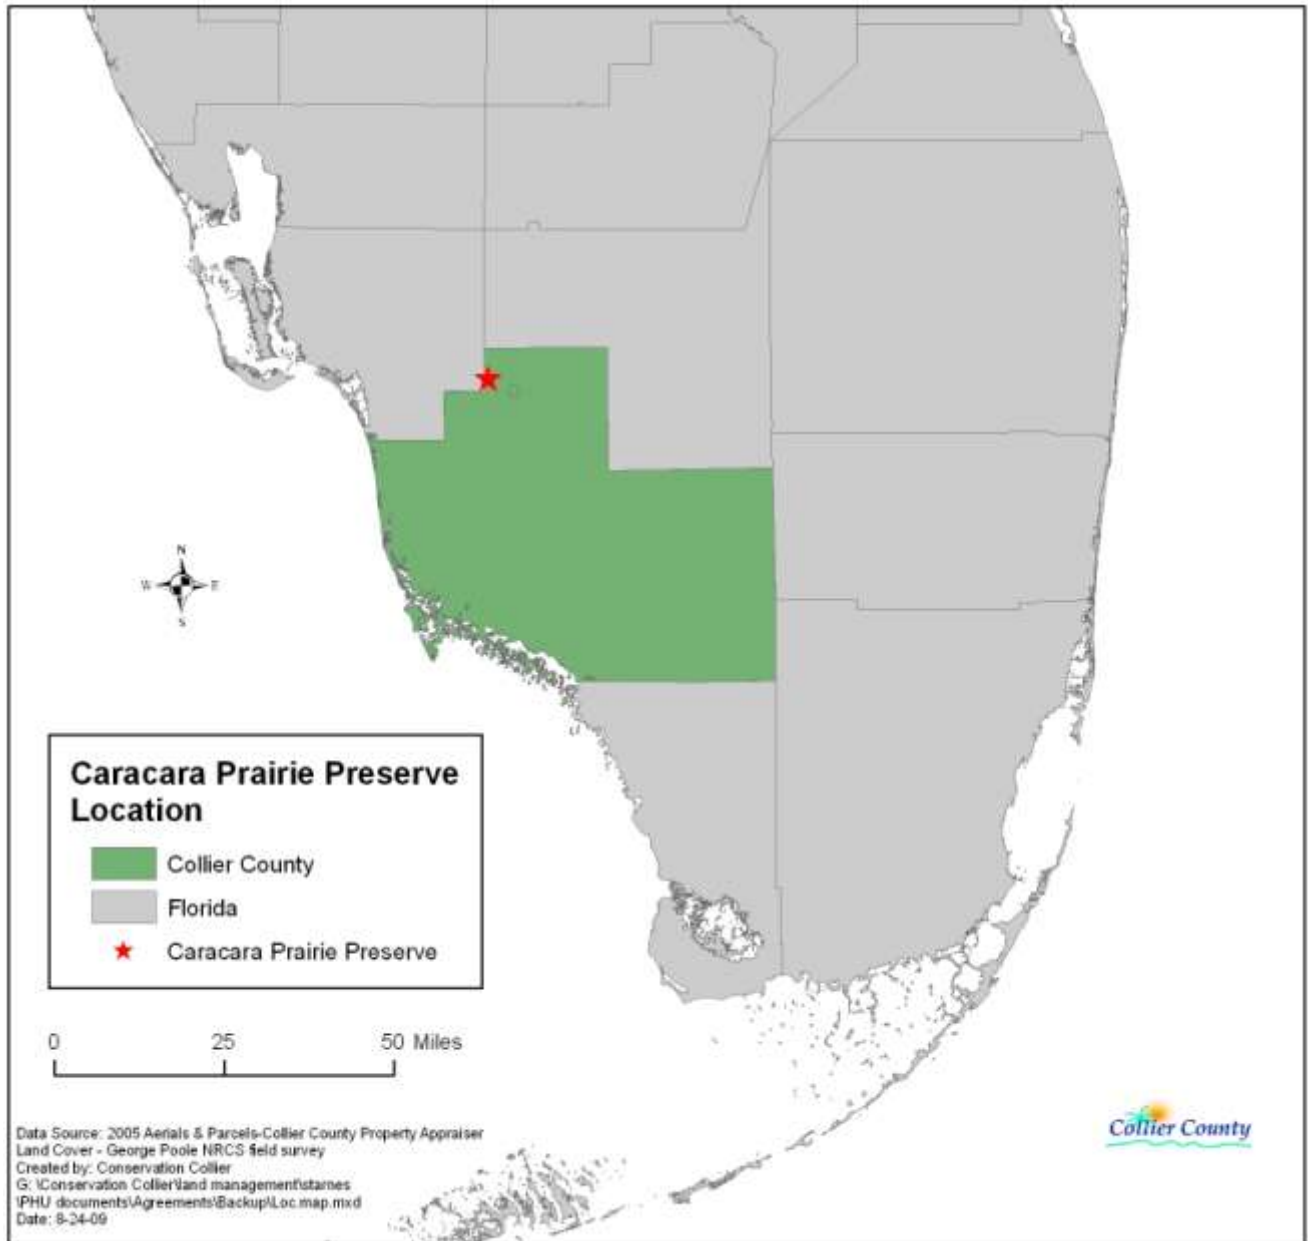 N
W E
S
Caracara Prairie Preserve
Location
Collier County
Florida
Caracara Prairie Preserve
0 25 50 Miles
Data Source: 2005 Aerials & Parcels-Collier County Property Appraiser
Land Cover - George Poole NRCS field survey
Created by: Conservation Collier
G: \Conservation Collier\land management\starnes
\PHU documents\Agreements\Backup\Loc.map.mxd
Date: 8-24-09
Collier County